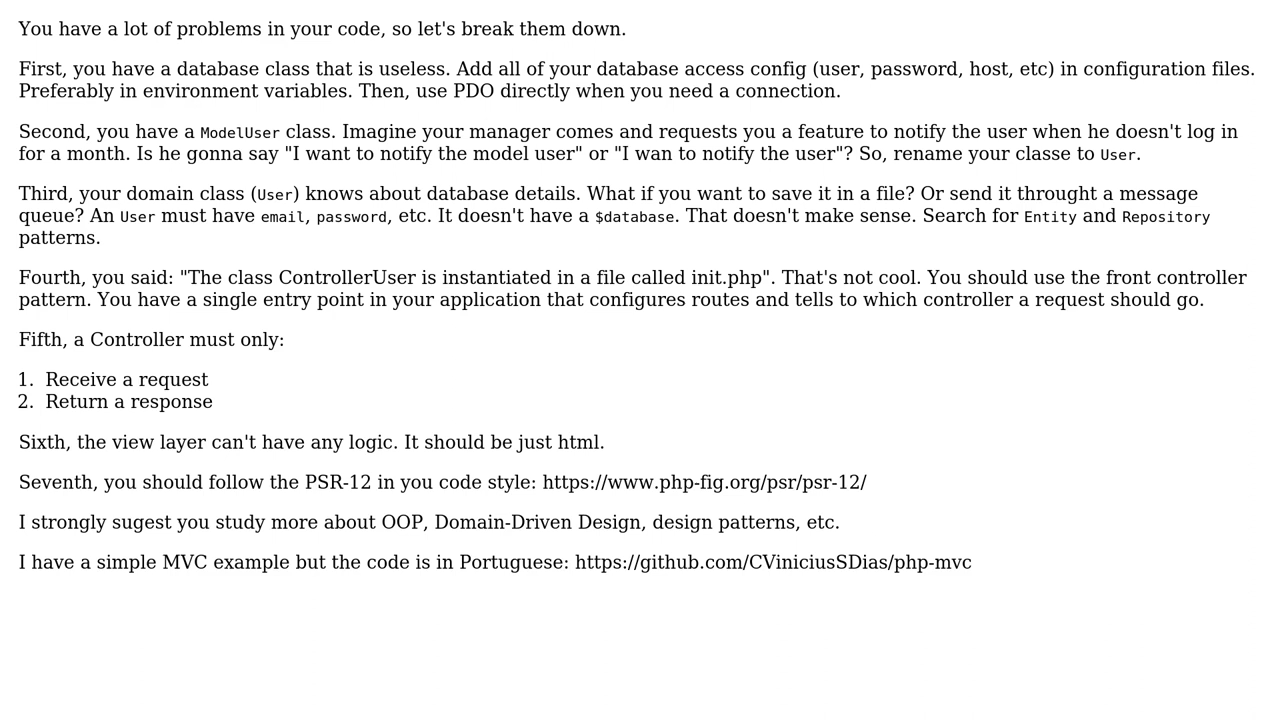 You have a lot of problems in your code, so let's break them down.
First, you have a database class that is useless. Add all of your database access config (user, password, host, etc) in configuration files.
Preferably in environment variables. Then, use PDO directly when you need a connection.
Second, you have a ModelUser class. Imagine your manager comes and requests you a feature to notify the user when he doesn't log in
for a month. Is he gonna say "I want to notify the model user" or "I wan to notify the user"? So, rename your classe to User.
Third, your domain class (User) knows about database details. What if you want to save it in a file? Or send it throught a message
queue? An User must have email, password, etc. It doesn't have a $database. That doesn't make sense. Search for Entity and Repository
patterns.
Fourth, you said: "The class ControllerUser is instantiated in a file called init.php". That's not cool. You should use the front controller
pattern. You have a single entry point in your application that configures routes and tells to which controller a request should go.
Fifth, a Controller must only:
1. Receive a request
2. Return a response
Sixth, the view layer can't have any logic. It should be just html.
Seventh, you should follow the PSR-12 in you code style: https://www.php-fig.org/psr/psr-12/
I strongly sugest you study more about OOP, Domain-Driven Design, design patterns, etc.
I have a simple MVC example but the code is in Portuguese: https://github.com/CViniciusSDias/php-mvc